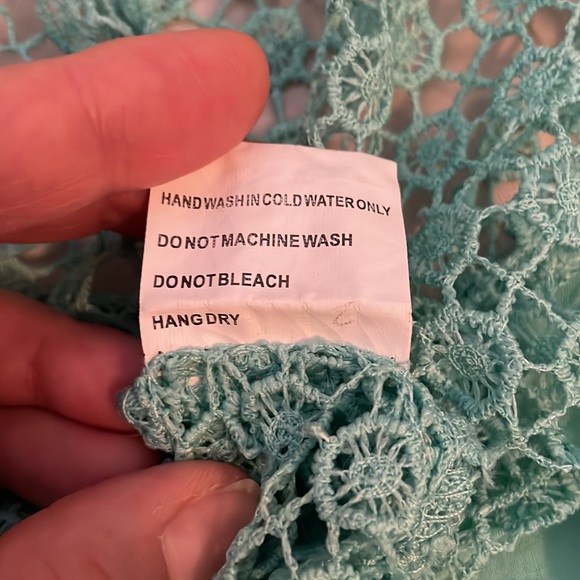 HAND WASH IN COLD WATER ONLY
DO NOT MACHINE WASH
DO NOT BLEACH
HANG DRY